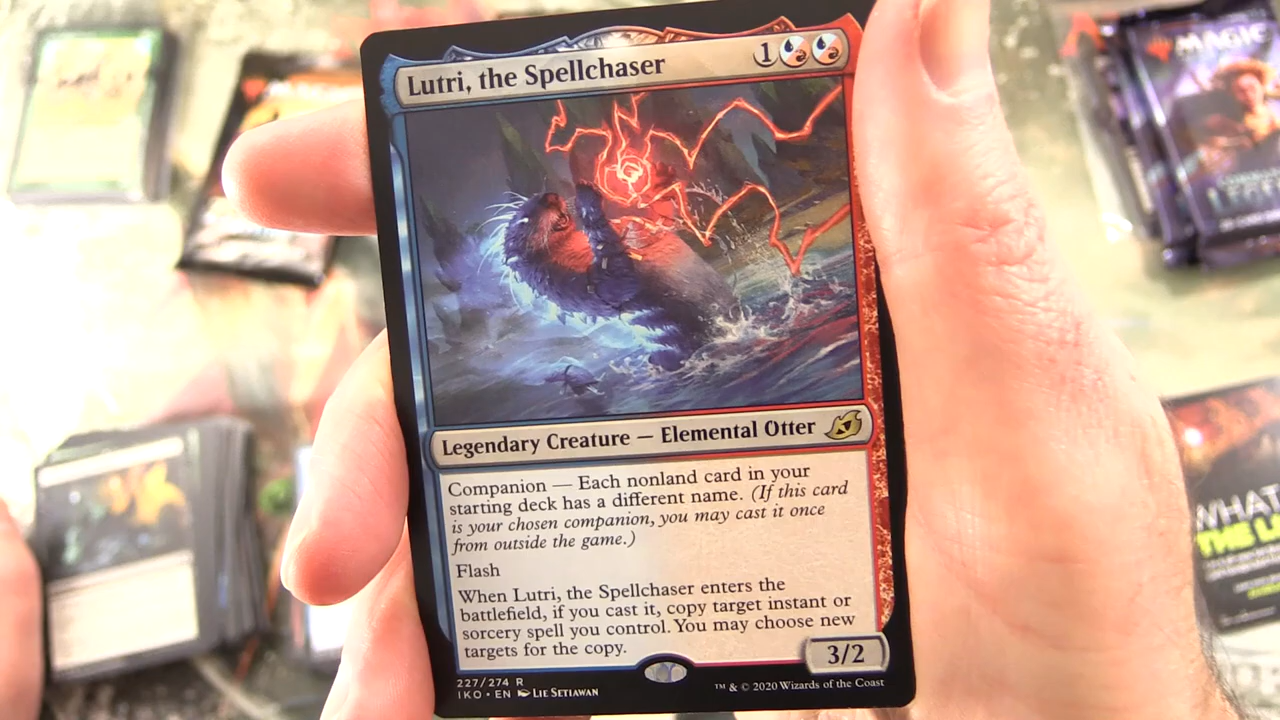 Lutri, the Spellchaser
1
Legendary Creature — Elemental Otter
Companion — Each nonland card in your
starting deck has a different name. (If this card
is your chosen companion, you may cast it once
from outside the game.)
Flash
When Lutri, the Spellchaser enters the
battlefield, if you cast it, copy target instant or
sorcery spell you control. You may choose new
targets for the copy.
3/2
227/274 R
IKO • EN Lie Setiawan
™ & © 2020 Wizards of the Coast
MAGIC
WHAT
THE L